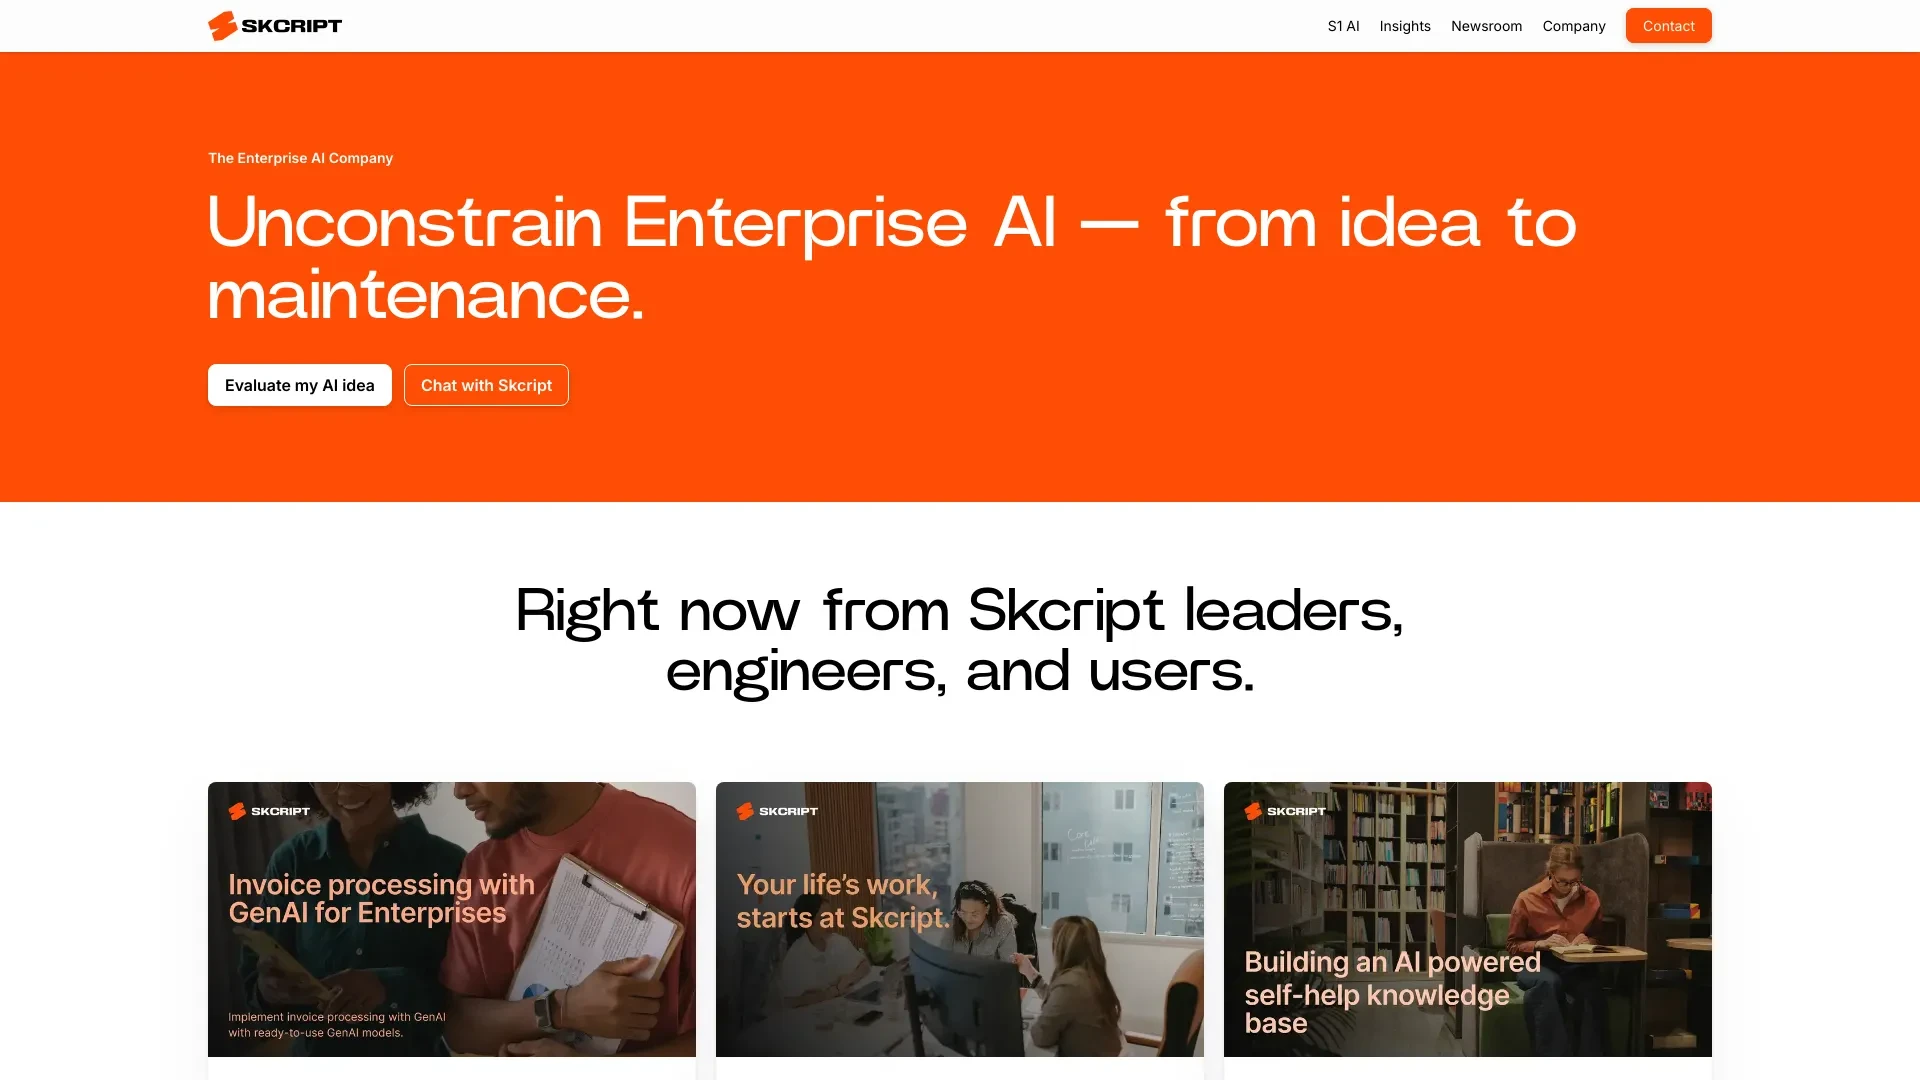 SKCRIPT
S1 AI
Insights
Newsroom
Company
Contact
The Enterprise AI Company
Unconstrain Enterprise AI — from idea to
maintenance.
Evaluate my AI idea
Chat with Skcript
Right now from Skcript leaders,
engineers, and users.
SKCRIPT
Invoice processing with
GenAI for Enterprises
Implement invoice processing with GenAI
with ready-to-use GenAI models.
SKCRIPT
Your life’s work,
starts at Skcript.
SKCRIPT
Building an AI powered
self-help knowledge
base